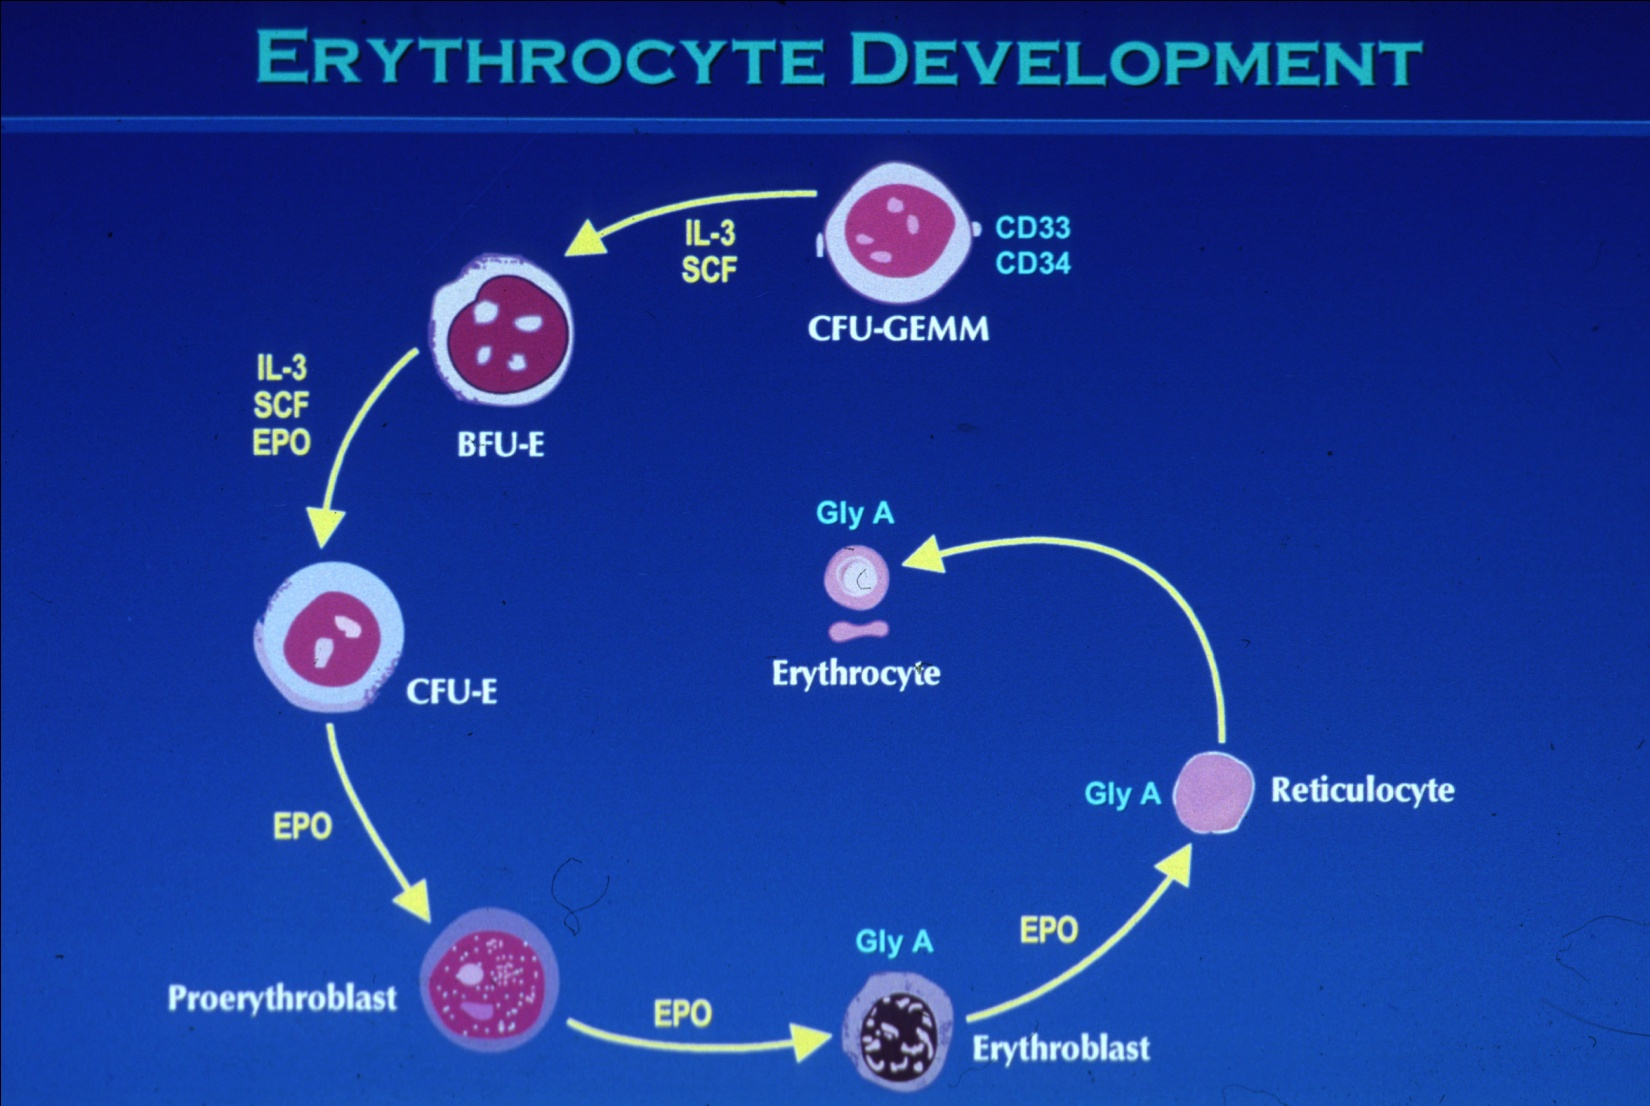 ERYTHROCYTE DEVELOPMENT
IL-3
SCF
CD33
CD34
CFU-GEMM
IL-3
SCF
EPO
BFU-E
CFU-E
EPO
Proerythroblast
EPO
Gly A
Erythroblast
EPO
Gly A
Reticulocyte
Gly A
Erythrocyte